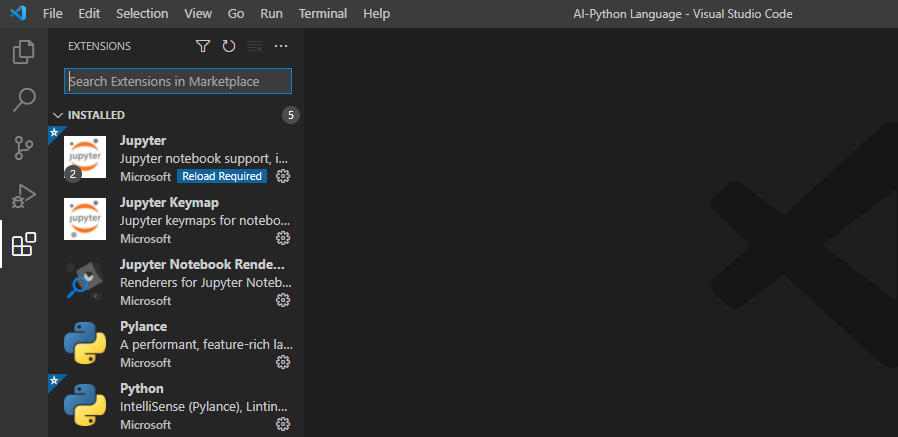 File Edit Selection View Go Run Terminal Help AI-Python Language - Visual Studio Code
EXTENSIONS
Search Extensions in Marketplace
INSTALLED 5
Jupyter
jupyter Jupyter notebook support, i...
2 Microsoft Reload Required
Jupyter Keymap
jupyter Jupyter keymaps for notebo...
Microsoft
Jupyter Notebook Rende...
Renderers for Jupyter Noteb...
Microsoft
Pylance
A performant, feature-rich la...
Microsoft
Python
IntelliSense (Pylance), Lintin...
Microsoft